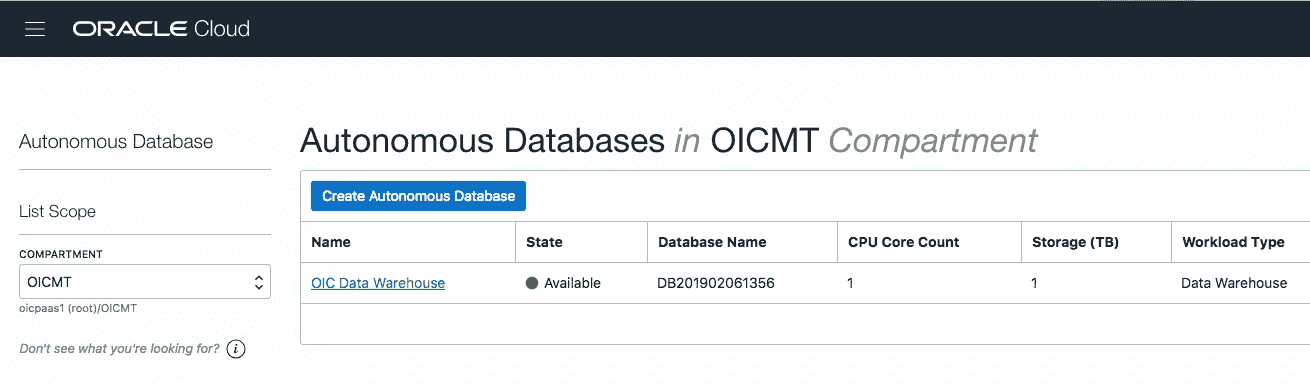 ORACLE Cloud
Autonomous Database
List Scope
COMPARTMENT
OICMT
oicpaas1 (root)/OICMT
Don't see what you're looking for? i
Autonomous Databases in OICMT Compartment
Create Autonomous Database
Name State Database Name CPU Core Count Storage (TB) Workload Type
OIC Data Warehouse Available DB201902061356 1 1 Data Warehouse